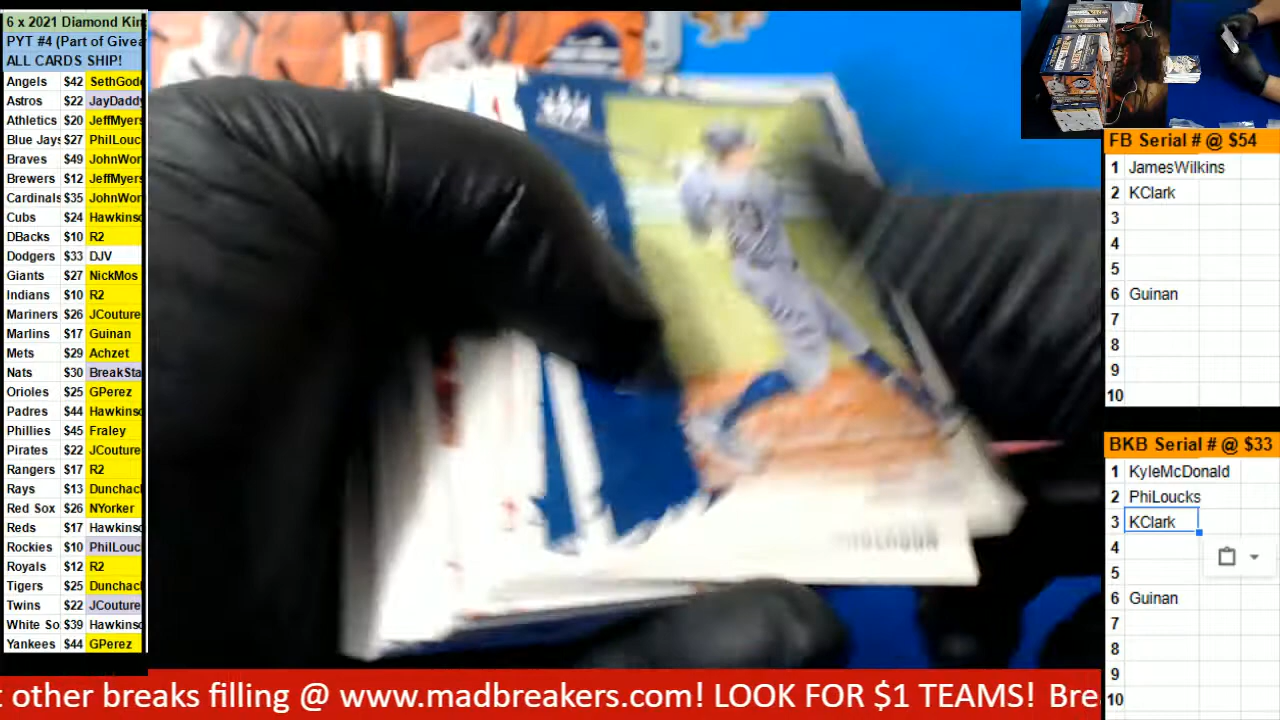 6 x 2021 Diamond Kin
PYT #4 (Part of Givea
ALL CARDS SHIP!
Angels $42 SethGod
Astros $22 JayDaddy
Athletics $20 JeffMyers
Blue Jays $27 PhilLouc
Braves $49 JohnWor
Brewers $12 JeffMyers
Cardinals $35 JohnWor
Cubs $24 Hawkinso
DBacks $10 R2
Dodgers $33 DJV
Giants $27 NickMos
Indians $10 R2
Mariners $26 JCouture
Marlins $17 Guinan
Mets $29 Achzet
Nats $30 BreakSta
Orioles $25 GPerez
Padres $44 Hawkinso
Phillies $45 Fraley
Pirates $22 JCouture
Rangers $17 R2
Rays $13 Dunchac
Red Sox $26 NYorker
Reds $17 Hawkinso
Rockies $10 PhilLouc
Royals $12 R2
Tigers $25 Dunchac
Twins $22 JCouture
White So $39 Hawkinso
Yankees $44 GPerez
FB Serial # @ $54
1 JamesWilkins
2 KClark
3
4
5
6 Guinan
7
8
9
10
BKB Serial # @ $33
1 KyleMcDonald
2 PhiLoucks
3 KClark
4
5
6 Guinan
7
8
9
10
other breaks filling @ www.madbreakers.com! LOOK FOR $1 TEAMS! Bre